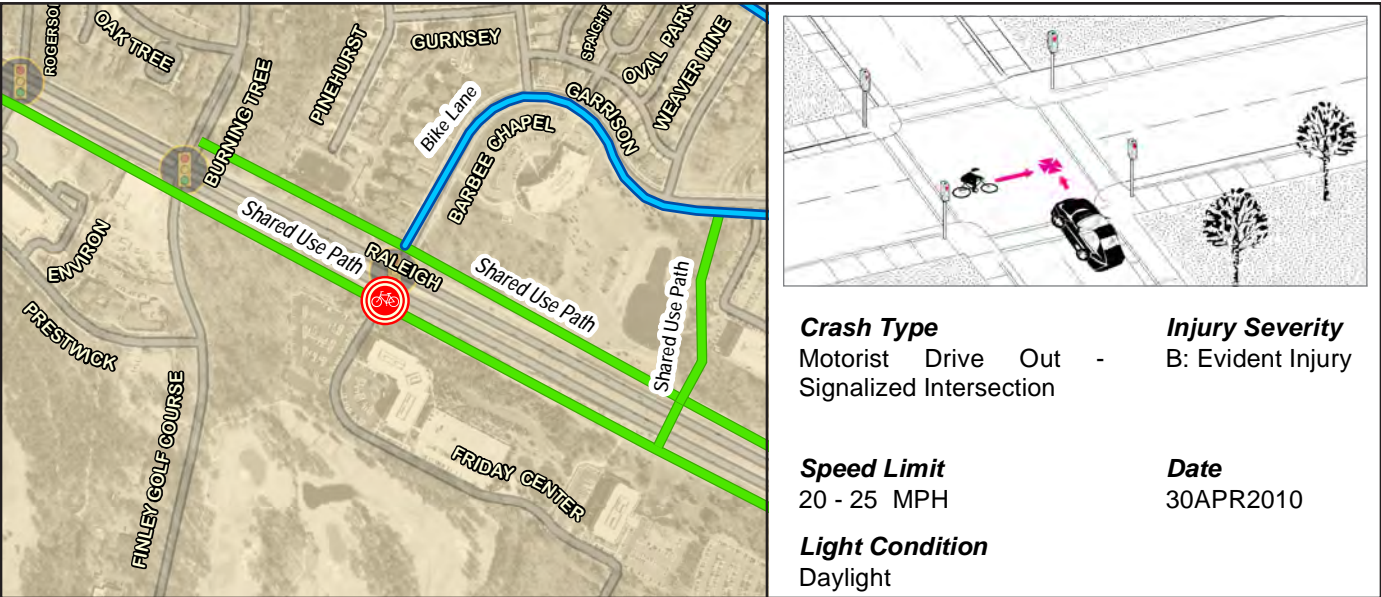 ROGERSON
OAK TREE
PINEHURST
GURNSEY
SPAIGHT
OVAL PARK
WEAVER MINE
BURNING TREE
Bike Lane
BARBEE CHAPEL
GARRISON
Shared Use Path
RALEIGH
Shared Use Path
Shared Use Path
ENVIRON
PRESTWICK
FINLEY GOLF COURSE
FRIDAY CENTER
Crash Type
Motorist Drive Out -
Signalized Intersection
Injury Severity
B: Evident Injury
Speed Limit
20 - 25 MPH
Date
30APR2010
Light Condition
Daylight